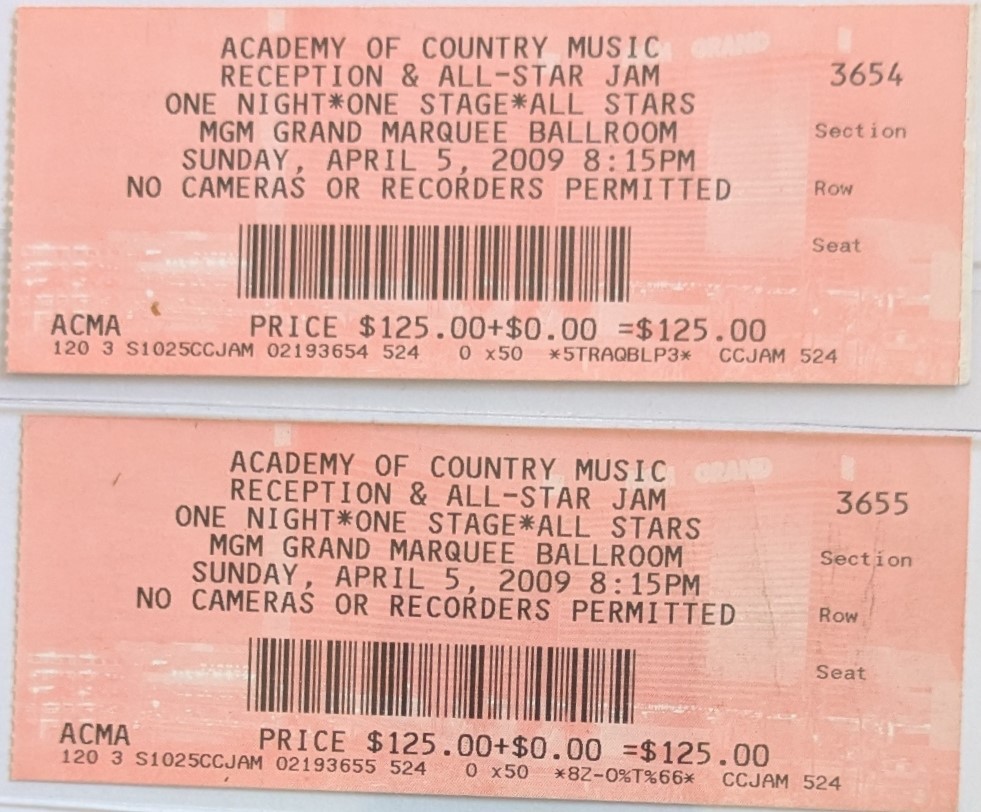 ACADEMY OF COUNTRY MUSIC
RECEPTION & ALL-STAR JAM
ONE NIGHT*ONE STAGE*ALL STARS
MGM GRAND MARQUEE BALLROOM
SUNDAY, APRIL 5, 2009 8:15PM
NO CAMERAS OR RECORDERS PERMITTED
GRAND
3654
Section
Row
Seat
ACMA PRICE $125.00+$0.00 =$125.00
120 3 S1025CCJAM 02193654 524 0 x50 *5TRAQBLP3* CCJAM 524
ACADEMY OF COUNTRY MUSIC
RECEPTION & ALL-STAR JAM
ONE NIGHT*ONE STAGE*ALL STARS
MGM GRAND MARQUEE BALLROOM
SUNDAY, APRIL 5, 2009 8:15PM
NO CAMERAS OR RECORDERS PERMITTED
GRAND
3655
Section
Row
Seat
ACMA PRICE $125.00+$0.00 =$125.00
120 3 S1025CCJAM 02193655 524 0 x50 *8Z-0%T%66* CCJAM 524